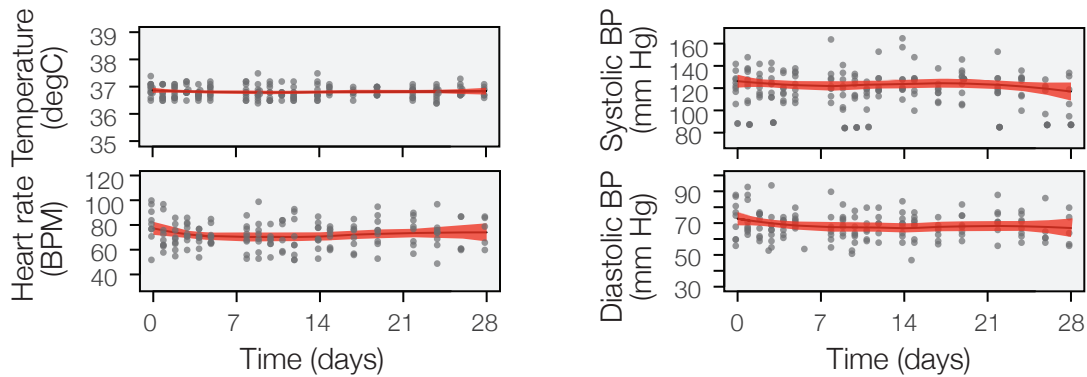 Temperature
(degC)
39
38
37
36
35
Heart rate
(BPM)
120
100
80
60
40
0 7 14 21 28
Time (days)
Systolic BP
(mm Hg)
160
140
120
100
80
Diastolic BP
(mm Hg)
90
70
50
30
0 7 14 21 28
Time (days)